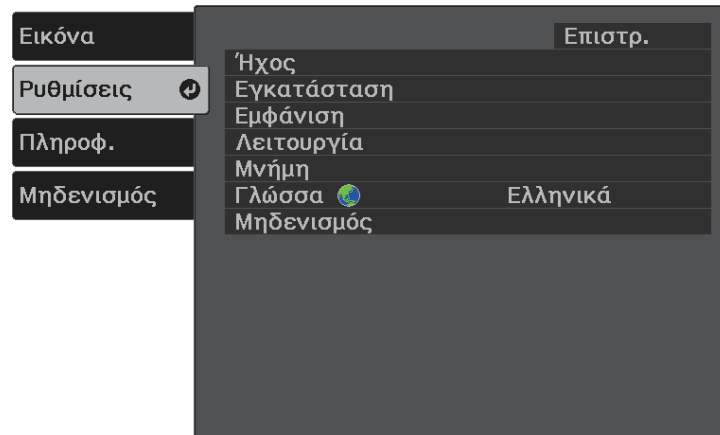 Εικόνα
Ρυθμίσεις
Πληροφ.
Μηδενισμός
Επιστρ.
Ήχος
Εγκατάσταση
Εμφάνιση
Λειτουργία
Μνήμη
Γλώσσα Ελληνικά
Μηδενισμός